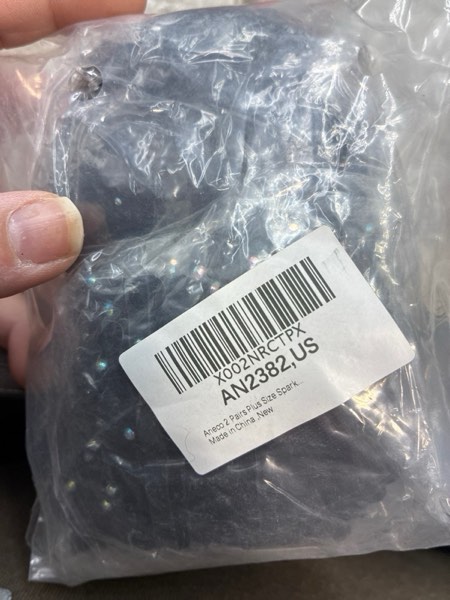 X002NRCTPX
AN2382,US
Aneco 2 Pairs Plus Size Spark...
Made in China ,New